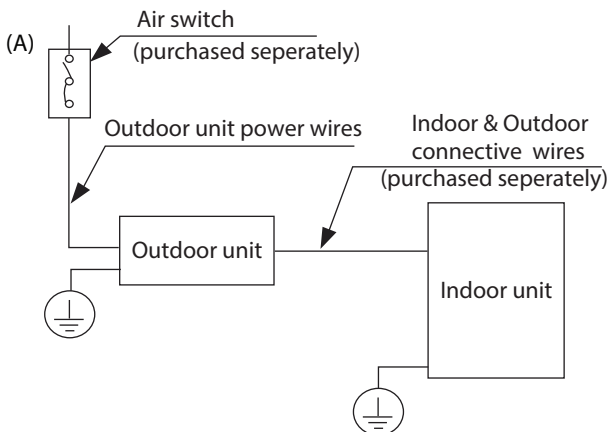 (A)
Air switch
(purchased seperately)
Outdoor unit power wires
Indoor & Outdoor
connective wires
(purchased seperately)
Outdoor unit
Indoor unit